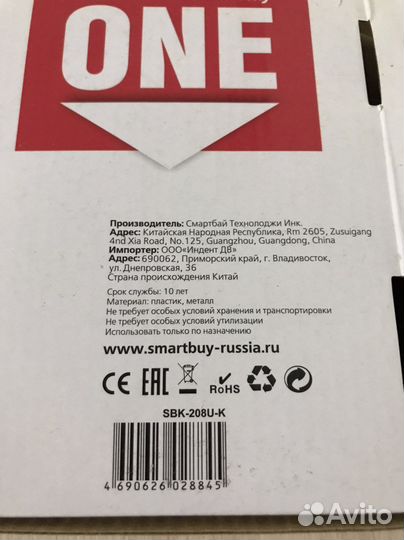 ONE
Производитель: Смартбай Технолоджи Инк.
Адрес: Китайская Народная Республика, Rm 2605, Zusuigang
4nd Xia Road, No.125, Guangzhou, Guangdong, China
Импортер: ООО«Индент ДВ»
Адрес: 690062, Приморский край, г. Владивосток,
ул. Днепровская, 36
Страна происхождения Китай
Срок службы: 10 лет
Материал: пластик, металл
Не требует особых условий хранения и транспортировки
Не требует особых условий утилизации
Использовать только по назначению
www.smartbuy-russia.ru
CE EAC RoHS
SBK-208U-K
4690626028845
Avito